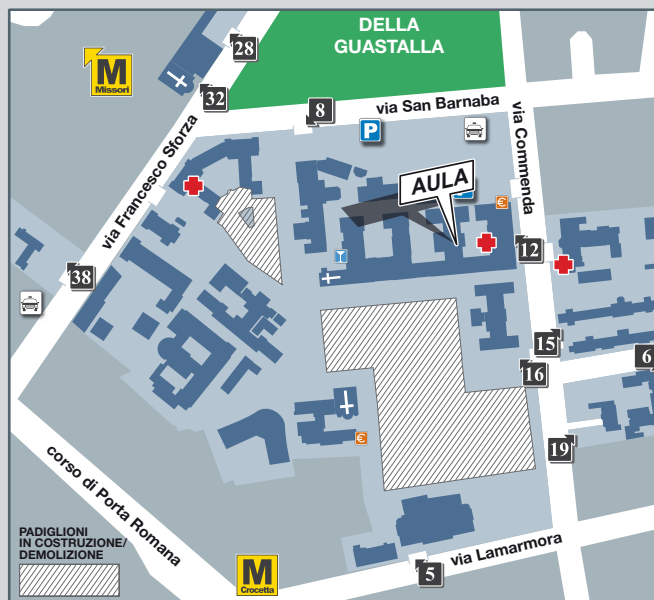 DELLA
GUASTALLA
28
M
Missori
32
8
via San Barnaba
P
via Commenda
via Francesco Sforza
AULA
€
12
38
15
16
6
€
19
corso di Porta Romana
PADIGLIONI
IN COSTRUZIONE/
DEMOLIZIONE
M
Crocetta
5
via Lamarmora